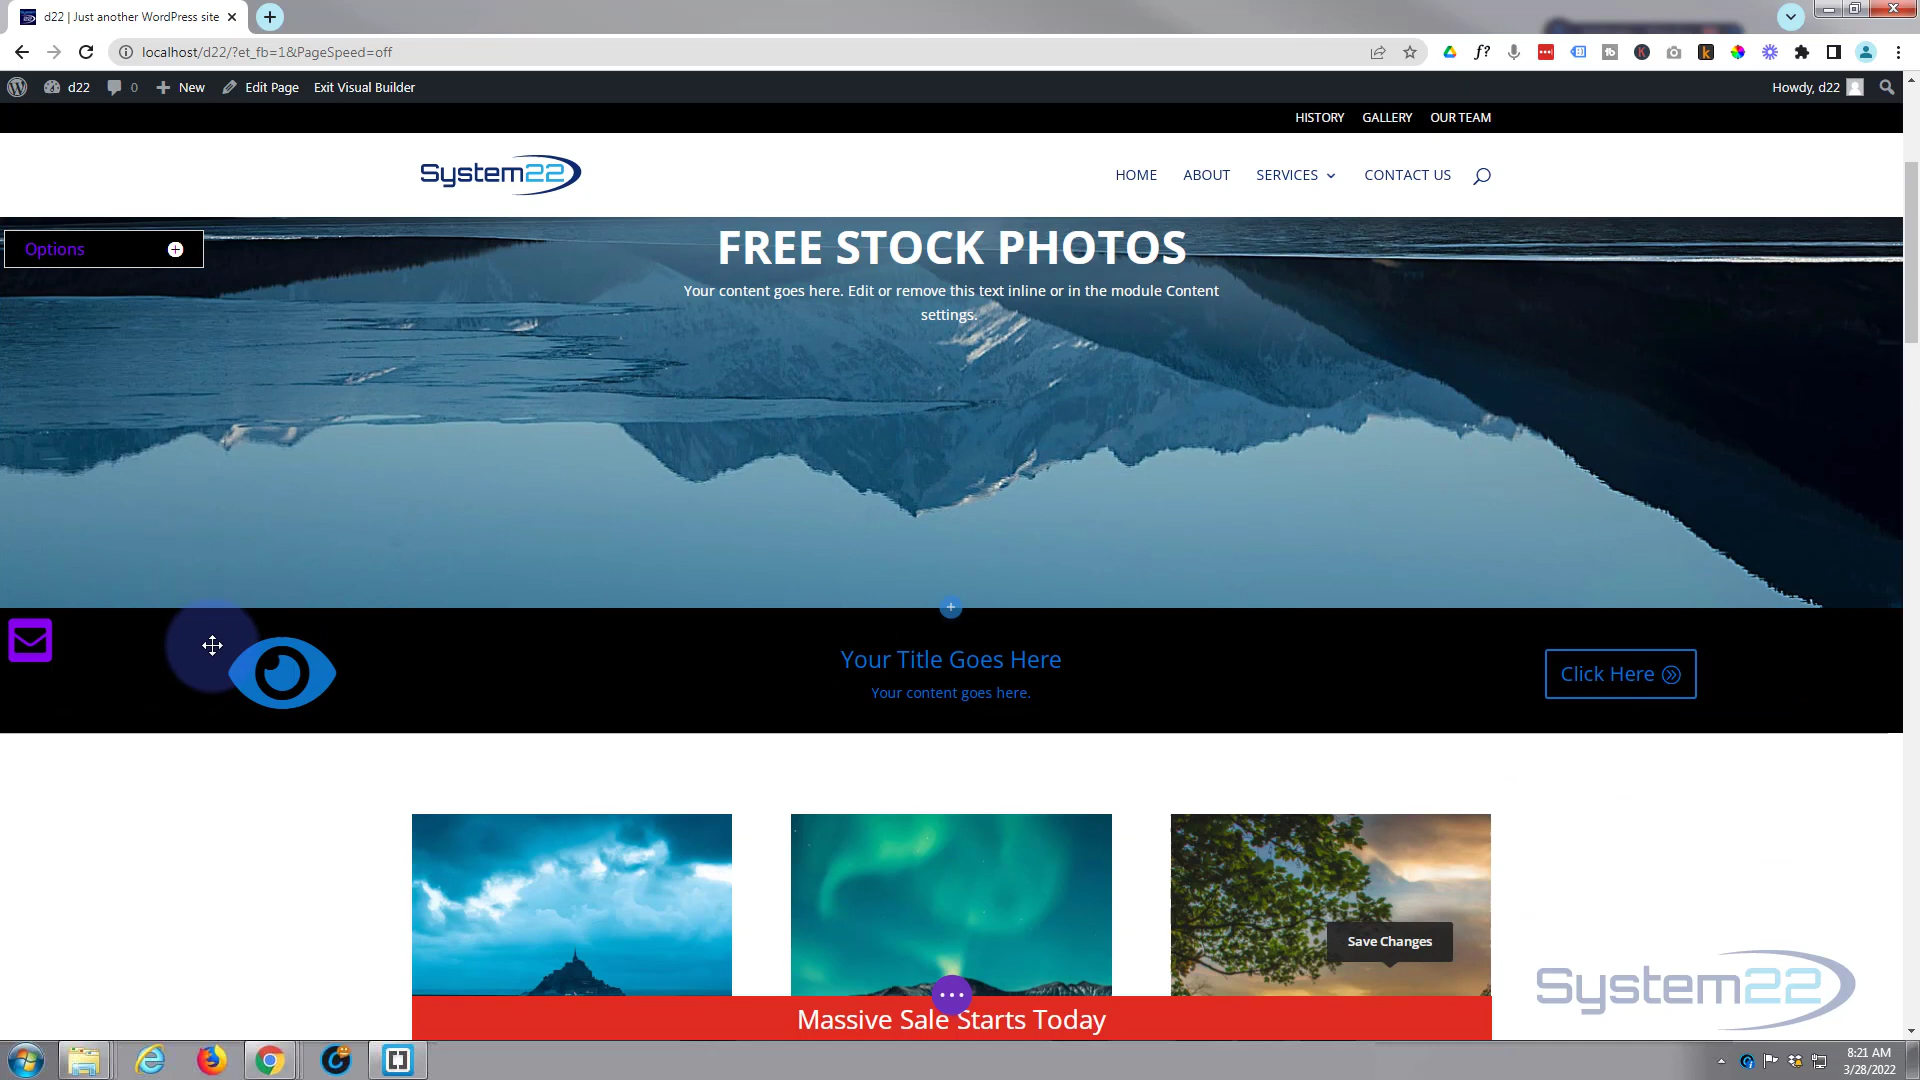 d22 | Just another WordPress site
localhost/d22/?et_fb=1&PageSpeed=off
d22 0 New Edit Page Exit Visual Builder Howdy, d22
HISTORY GALLERY OUR TEAM
System22 HOME ABOUT SERVICES CONTACT US
Options
FREE STOCK PHOTOS
Your content goes here. Edit or remove this text inline or in the module Content
settings.
Your Title Goes Here
Your content goes here.
Click Here
Save Changes
System22
Massive Sale Starts Today
8:21 AM
3/28/2022